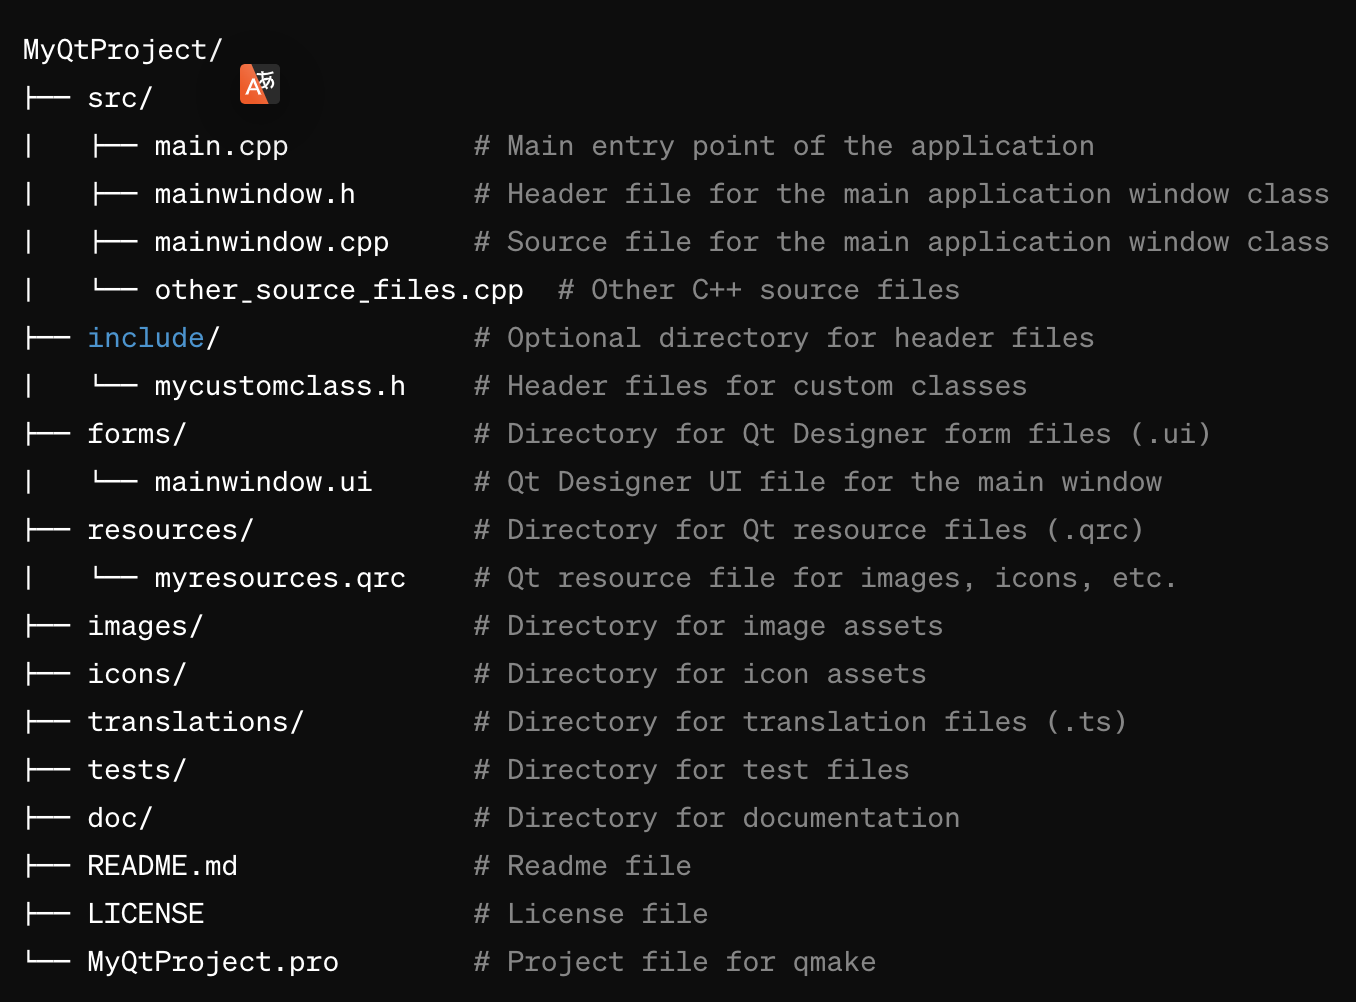 MyQtProject/
Aあ
├── src/
│   ├── main.cpp           # Main entry point of the application
│   ├── mainwindow.h       # Header file for the main application window class
│   ├── mainwindow.cpp     # Source file for the main application window class
│   └── other_source_files.cpp  # Other C++ source files
├── include/               # Optional directory for header files
│   └── mycustomclass.h    # Header files for custom classes
├── forms/                 # Directory for Qt Designer form files (.ui)
│   └── mainwindow.ui      # Qt Designer UI file for the main window
├── resources/             # Directory for Qt resource files (.qrc)
│   └── myresources.qrc    # Qt resource file for images, icons, etc.
├── images/                # Directory for image assets
├── icons/                 # Directory for icon assets
├── translations/          # Directory for translation files (.ts)
├── tests/                 # Directory for test files
├── doc/                   # Directory for documentation
├── README.md              # Readme file
├── LICENSE                # License file
└── MyQtProject.pro        # Project file for qmake